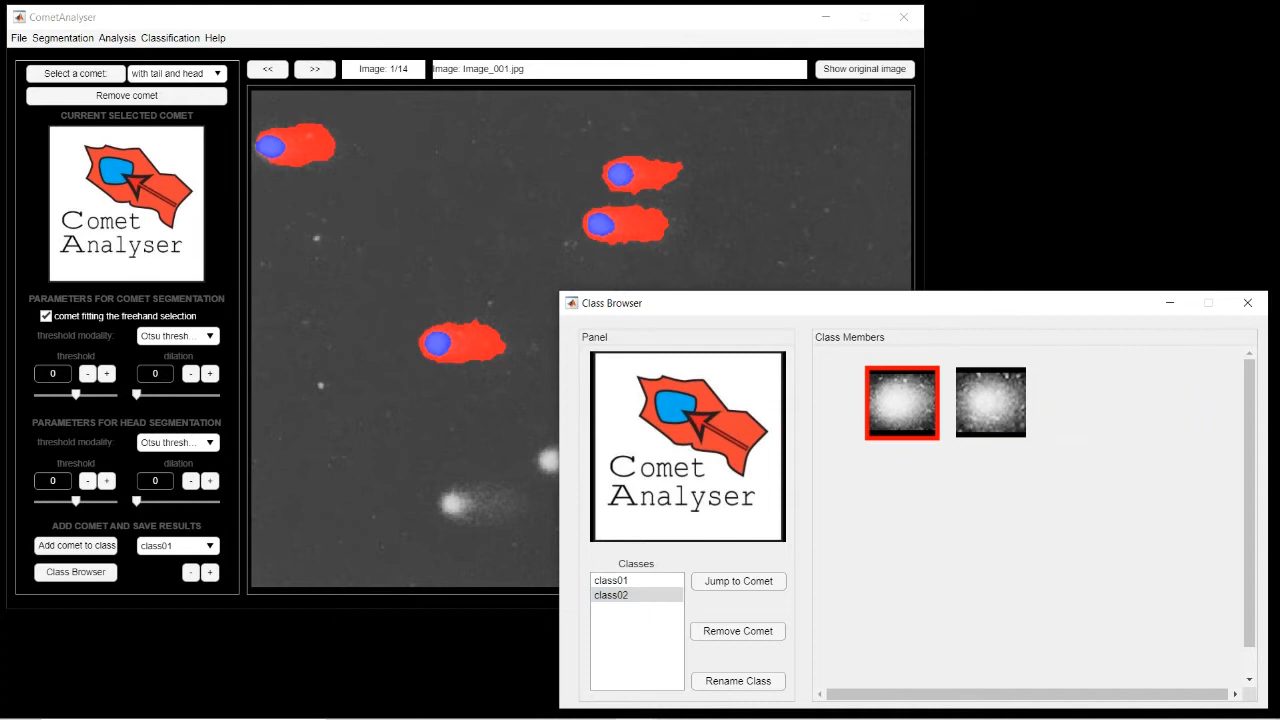 CometAnalyser
File Segmentation Analysis Classification Help
Select a comet: with tail and head
<< >> Image: 1/14 Image: Image_001.jpg Show original image
Remove comet
CURRENT SELECTED COMET
Comet
Analyser
PARAMETERS FOR COMET SEGMENTATION
comet fitting the freehand selection
threshold modality: Otsu thresh...
threshold dilation
0 - + 0 - +
PARAMETERS FOR HEAD SEGMENTATION
threshold modality: Otsu thresh...
threshold dilation
0 - + 0 - +
ADD COMET AND SAVE RESULTS
Add comet to class class01
Class Browser - +
Class Browser
Panel
Class Members
Comet
Analyser
Classes
class01
class02
Jump to Comet
Remove Comet
Rename Class